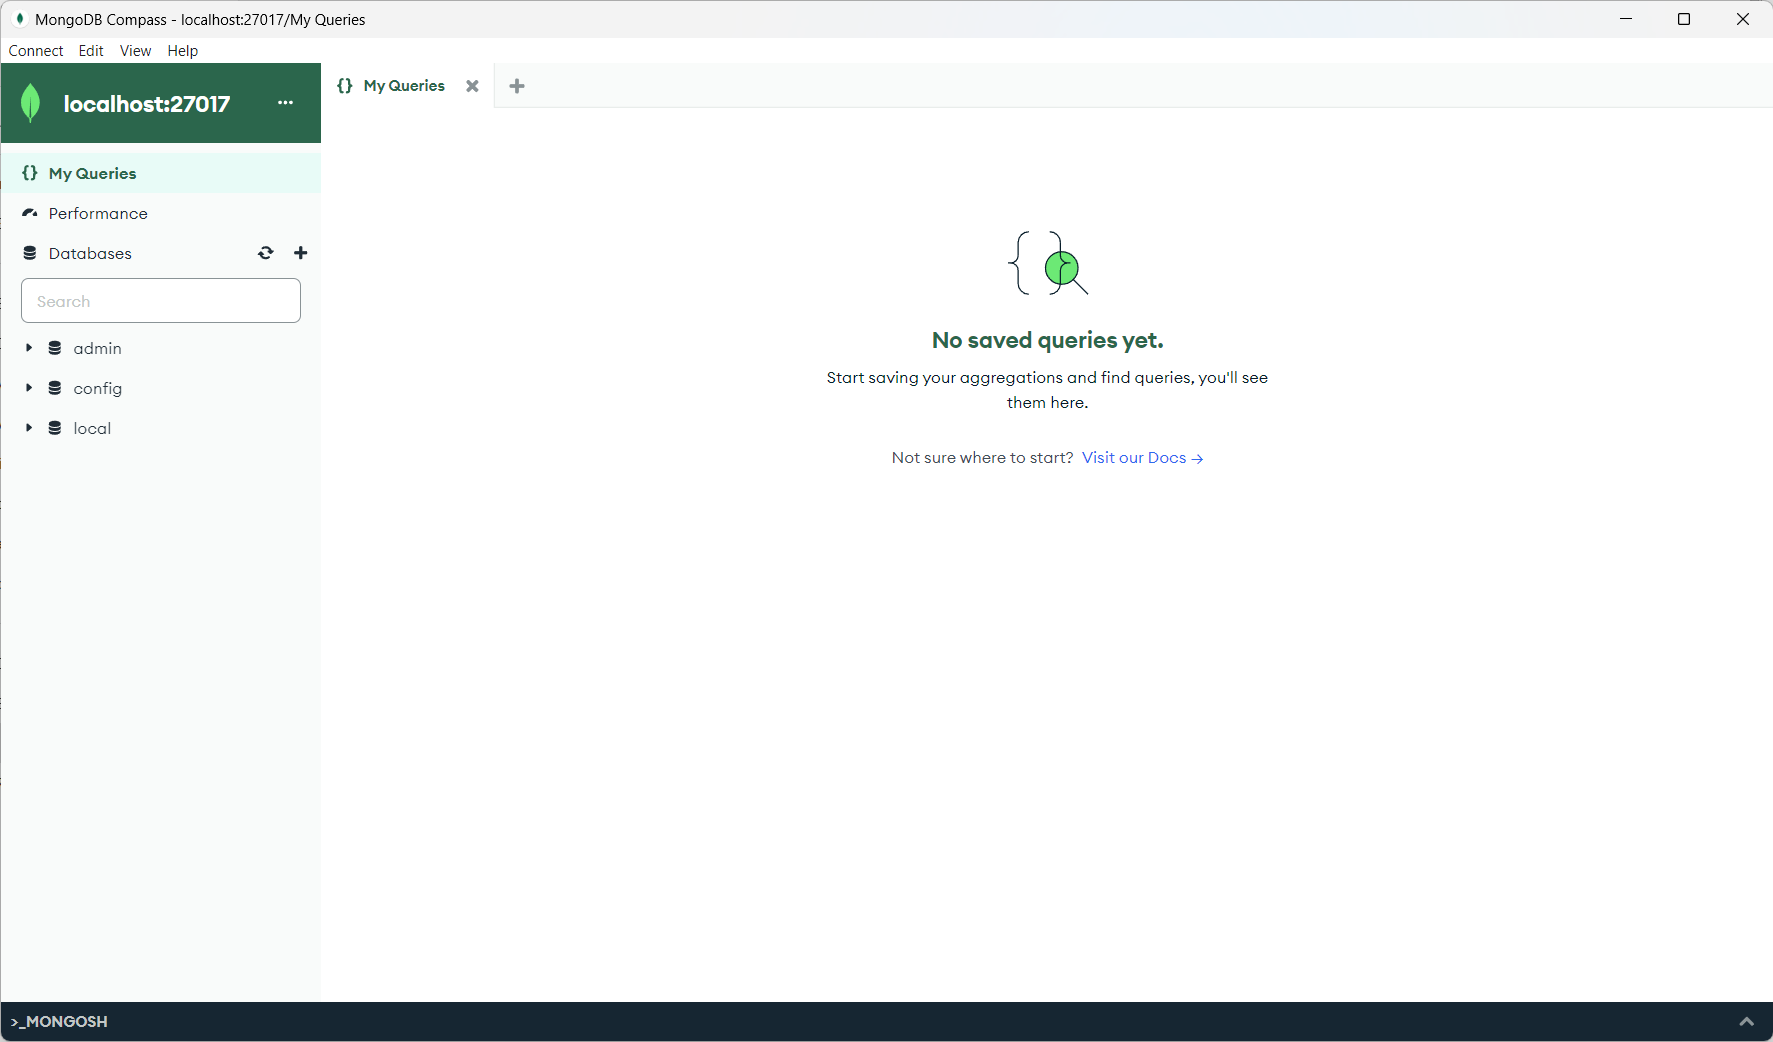 MongoDB Compass - localhost:27017/My Queries
Connect Edit View Help
localhost:27017 ...
{} My Queries
{} My Queries
Performance
Databases
Search
admin
config
local
No saved queries yet.
Start saving your aggregations and find queries, you'll see
them here.
Not sure where to start? Visit our Docs →
>_MONGOSH